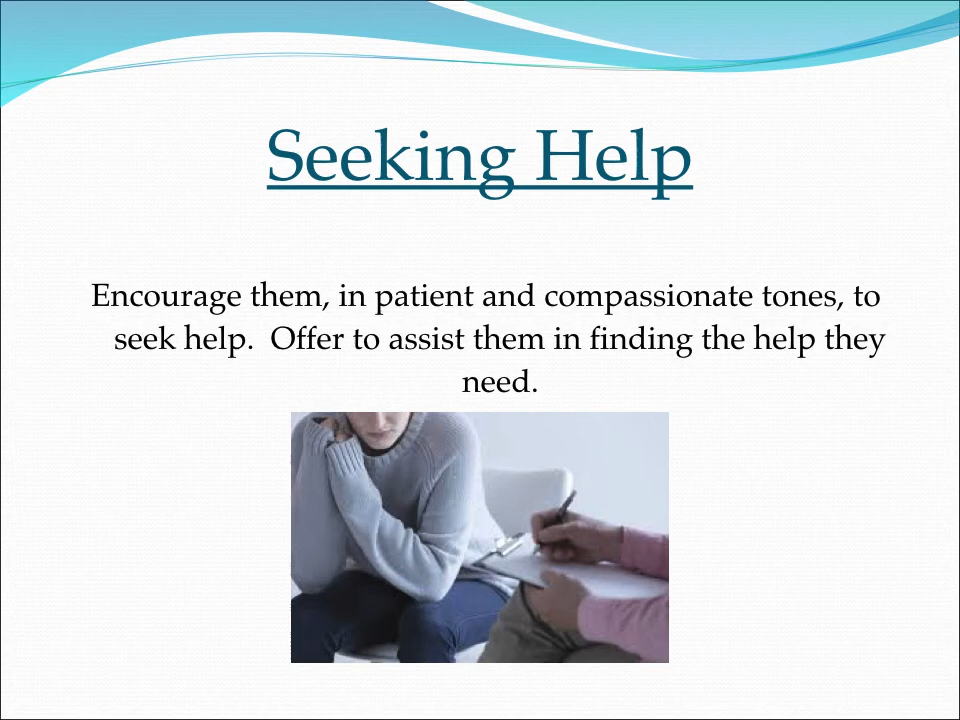 Seeking Help
Encourage them, in patient and compassionate tones, to
seek help.  Offer to assist them in finding the help they
need.